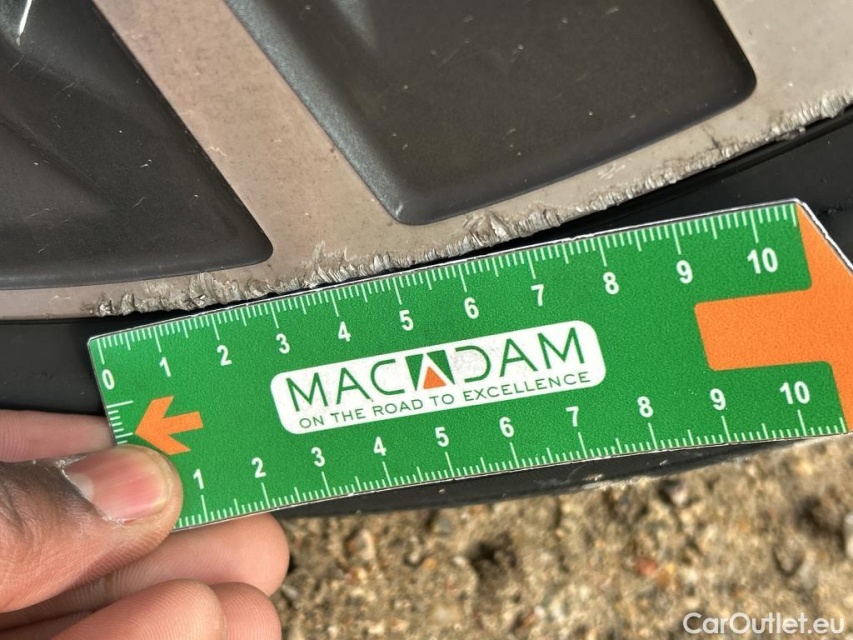 0 1 2 3 4 5 6 7 8 9 10
MACADAM
ON THE ROAD TO EXCELLENCE
1 2 3 4 5 6 7 8 9 10
CarOutlet.eu